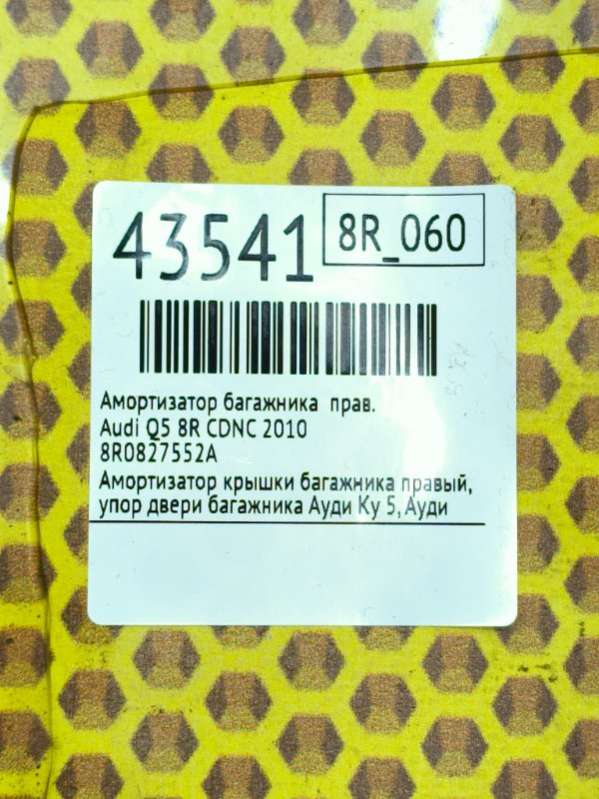 43541
8R_060
Амортизатор багажника прав.
Audi Q5 8R CDNC 2010
8R0827552A
Амортизатор крышки багажника правый,
упор двери багажника Ауди Ку 5, Ауди